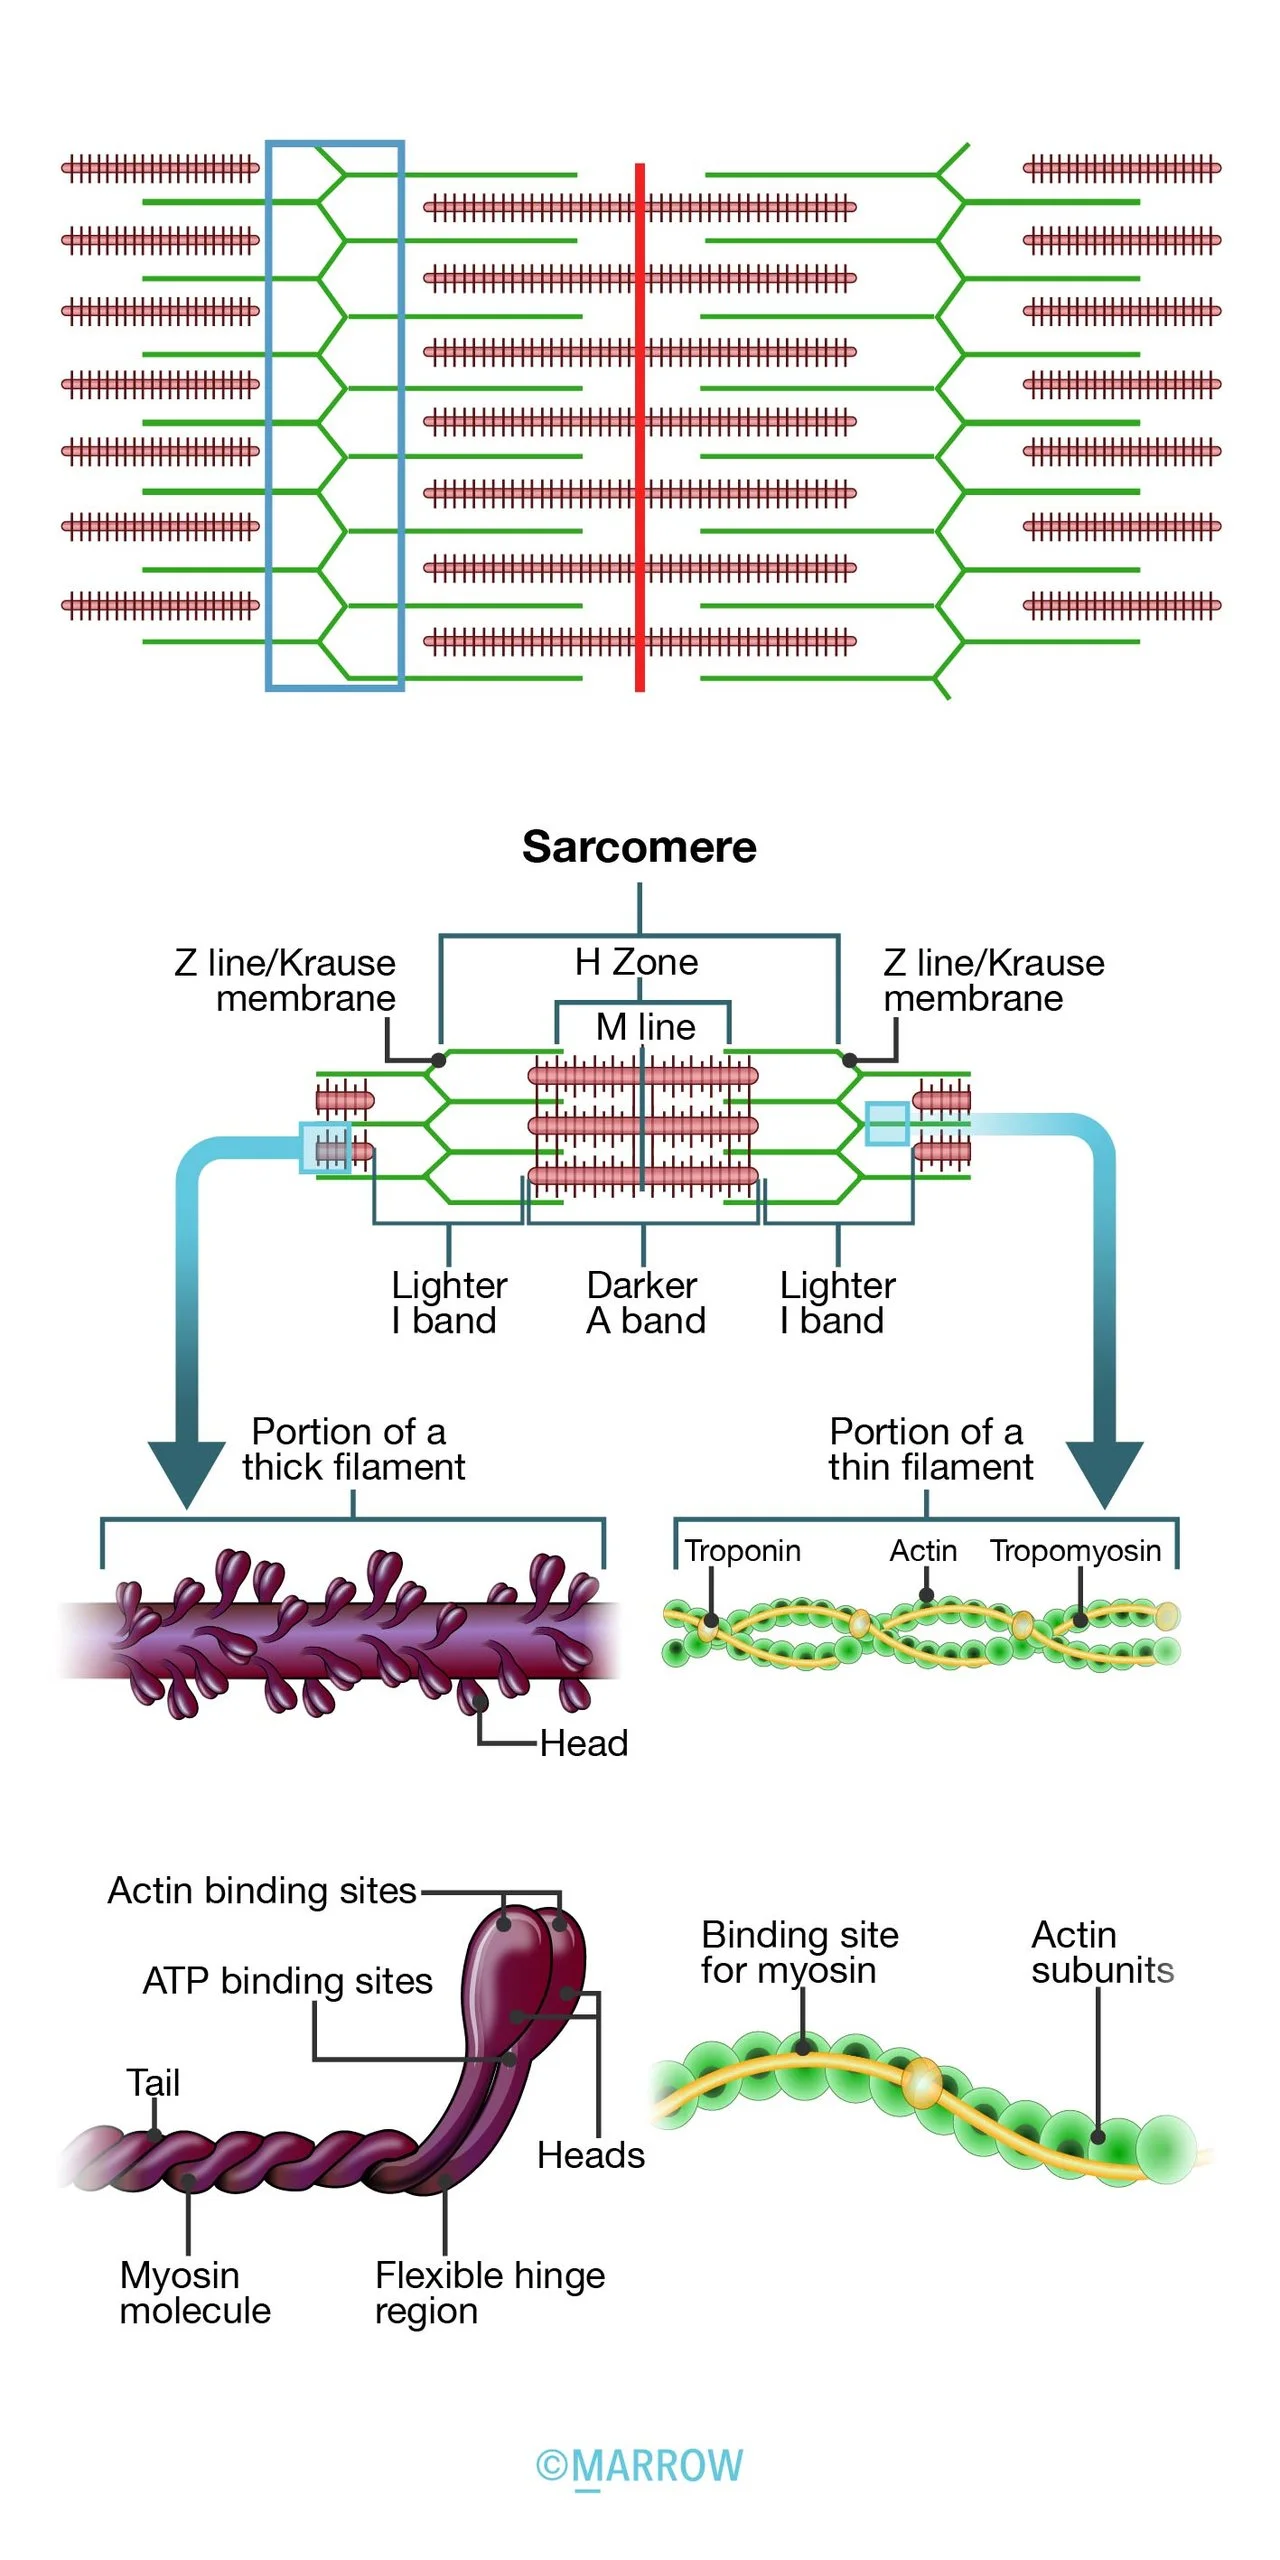 Sarcomere
Z line/Krause
membrane
H Zone
M line
Z line/Krause
membrane
Lighter
I band
Darker
A band
Lighter
I band
Portion of a
thick filament
Portion of a
thin filament
Troponin
Actin
Tropomyosin
Head
Actin binding sites
ATP binding sites
Tail
Heads
Myosin
molecule
Flexible hinge
region
Binding site
for myosin
Actin
subunits
©MARROW